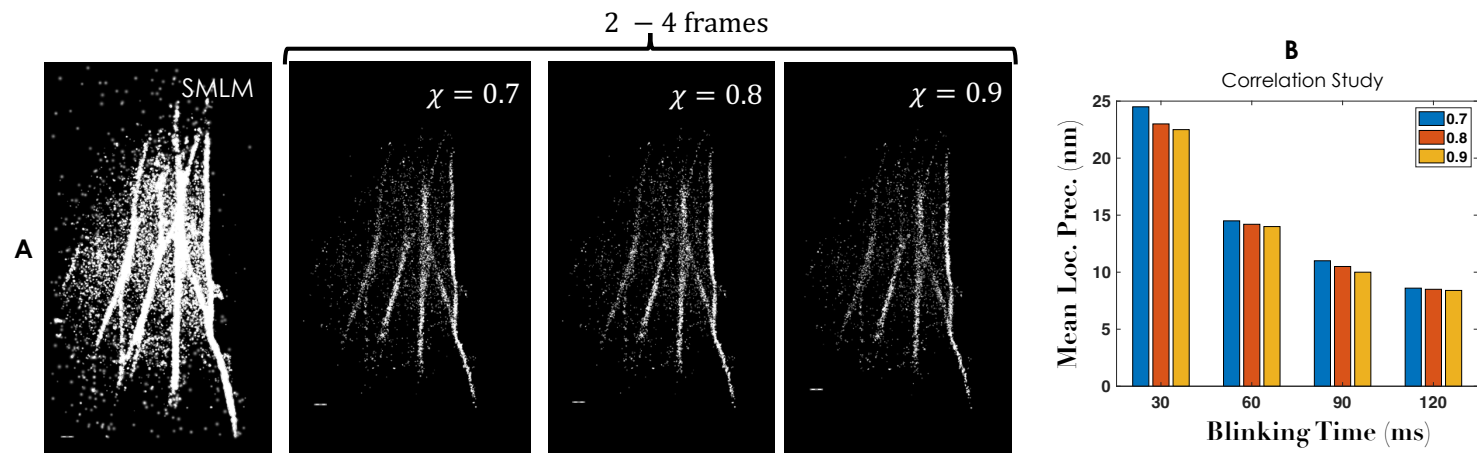 2 – 4 frames
A
SMLM
χ = 0.7
χ = 0.8
χ = 0.9
B
Correlation Study
Mean Loc. Prec. (nm)
25
20
15
10
5
0
0.7
0.8
0.9
30 60 90 120
Blinking Time (ms)